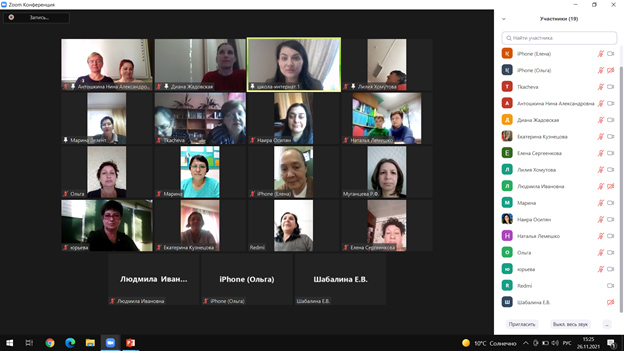 Zoom Конференция
Запись...
Антошкина Нина Александро...
Диана Жадовская
школа-интернат 1
Лилия Хомутова
Марина
Tkacheva
Наира Осипян
Наталья Лемешко
Ольга
Марина
iPhone (Елена)
Муганцева Р.Ф.
юрьева
Екатерина Кузнецова
Redmi
Елена Сергеенкова
Людмила Иван...
iPhone (Ольга)
Шабалина Е.В.
Людмила Ивановна
iPhone (Ольга)
Шабалина Е.В.
Участники (19)
Найти участника
iPhone (Елена)
iPhone (Ольга)
Tkacheva
Антошкина Нина Александровна
Диана Жадовская
Екатерина Кузнецова
Елена Сергеенкова
Лилия Хомутова
Людмила Ивановна
Марина
Наира Осипян
Наталья Лемешко
Ольга
юрьева
Redmi
Шабалина Е.В.
Пригласить
Выкл. весь звук
...
10°C Солнечно
РУС
15:25
26.11.2021